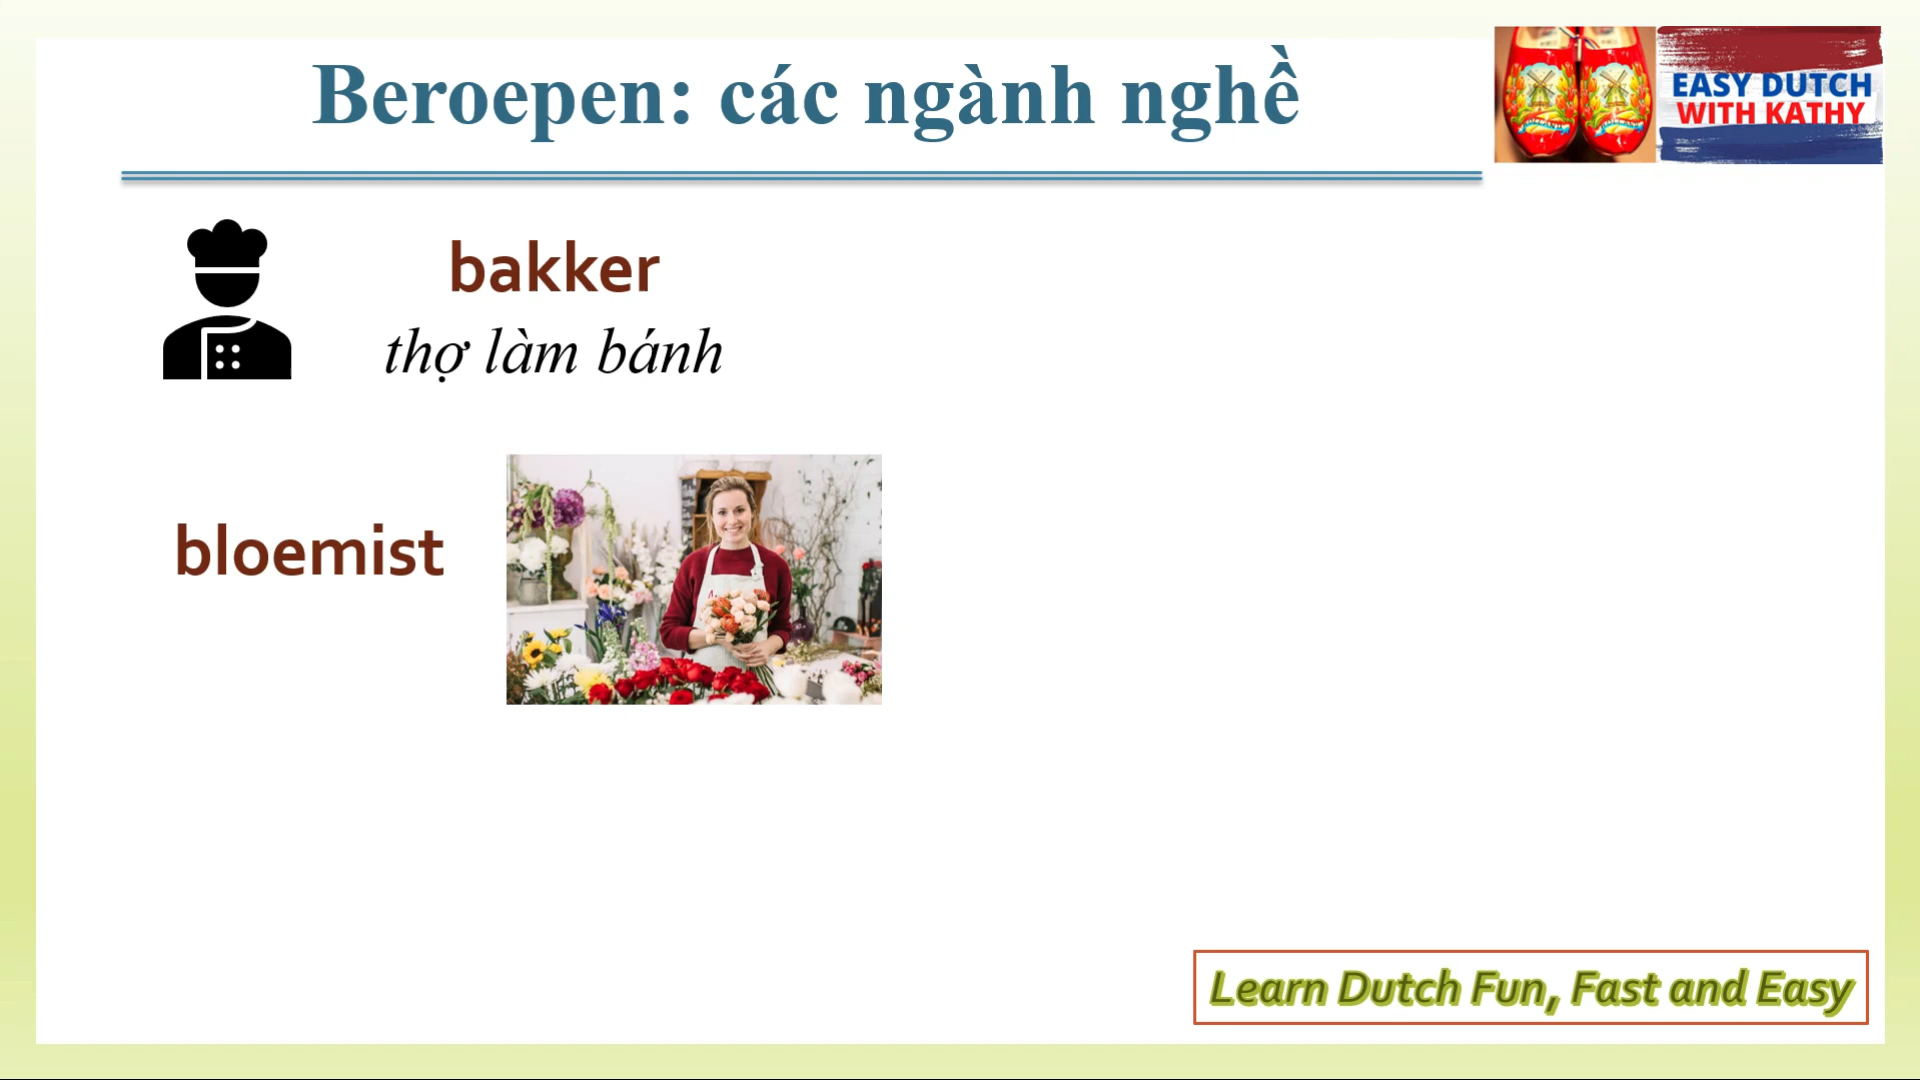 Beroepen: các ngành nghề
EASY DUTCH
WITH KATHY
bakker
thợ làm bánh
bloemist
Learn Dutch Fun, Fast and Easy